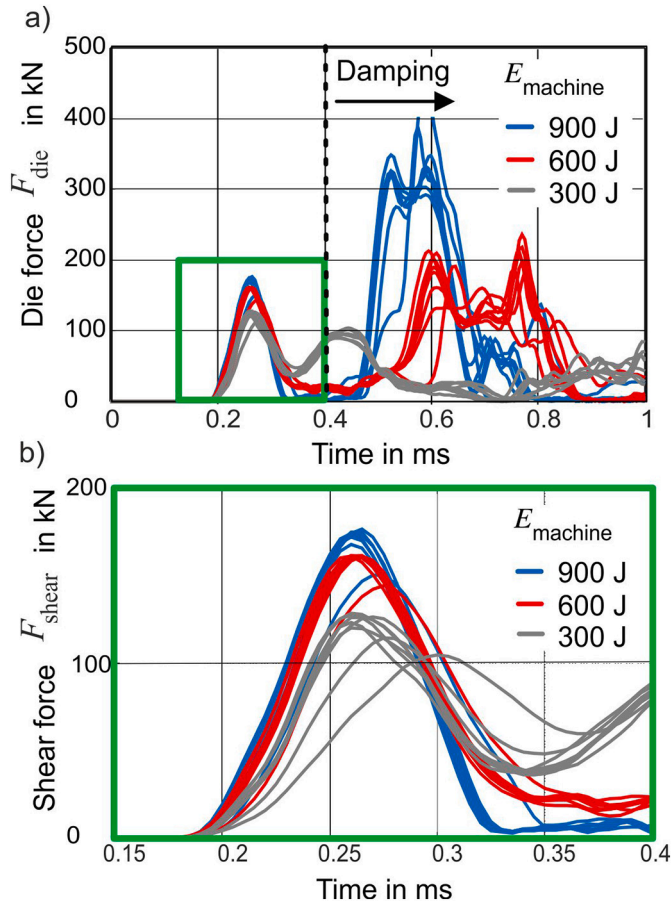 a)
500
400
300
200
100
0
Die force F_die in kN
Damping
E_machine
900 J
600 J
300 J
0 0.2 0.4 0.6 0.8 1
Time in ms
b)
200
100
0
Shear force F_shear in kN
E_machine
900 J
600 J
300 J
0.15 0.2 0.25 0.3 0.35 0.4
Time in ms